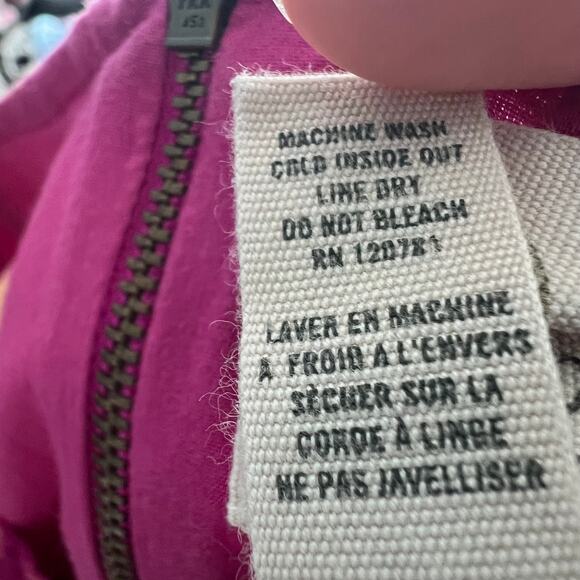 YKK
MACHINE WASH
COLD INSIDE OUT
LINE DRY
DO NOT BLEACH
RN 120781
LAVER EN MACHINE
À FROID A L'ENVERS
SÉCHER SUR LA
CORDE À LINGE
NE PAS JAVELLISER